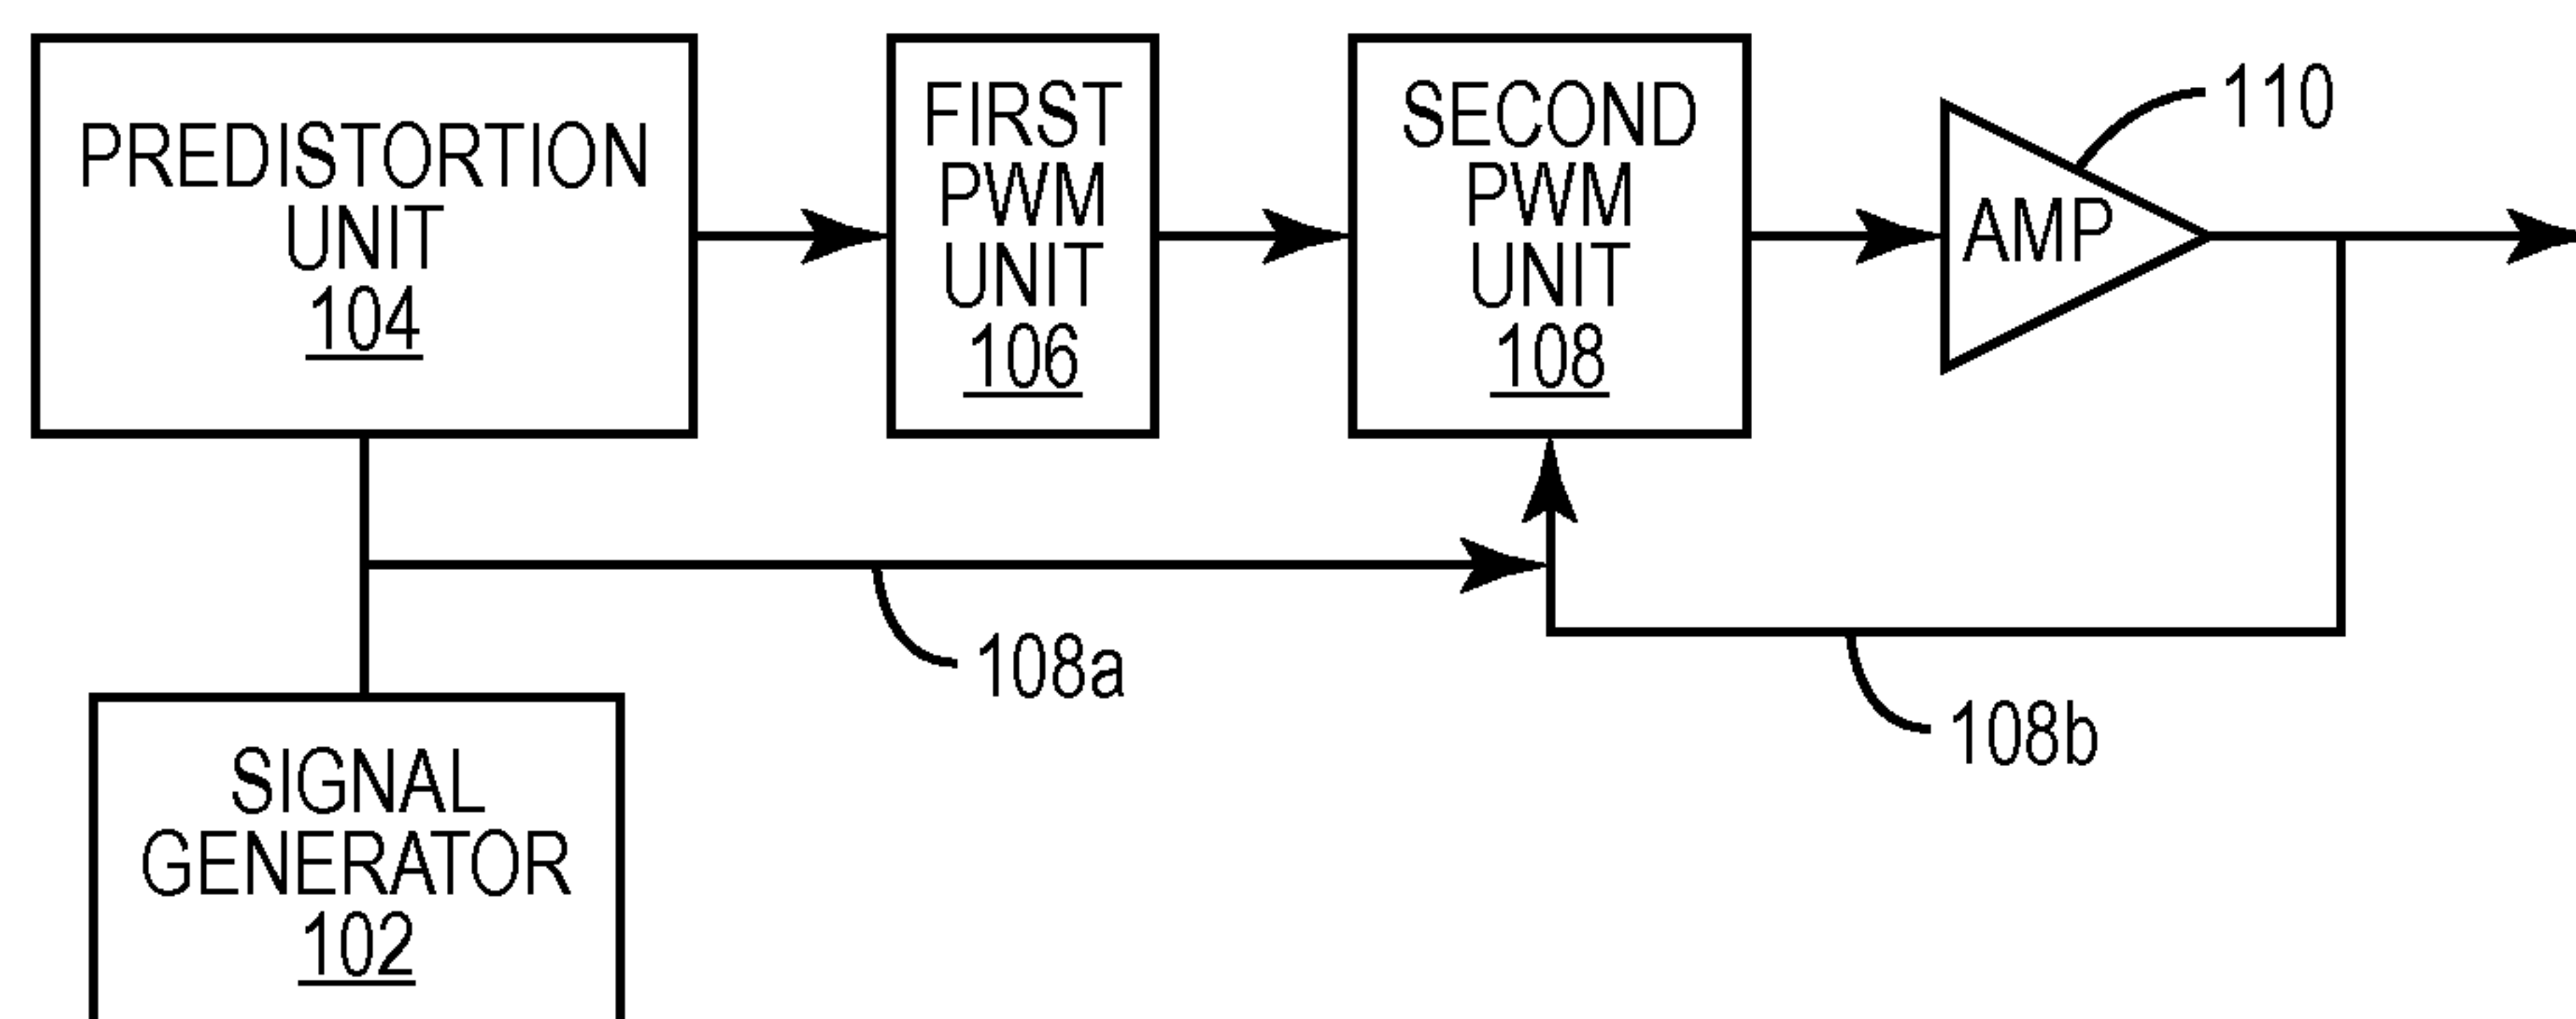 PREDISTORTION
UNIT
104
FIRST
PWM
UNIT
106
SECOND
PWM
UNIT
108
AMP
110
108a
108b
SIGNAL
GENERATOR
102